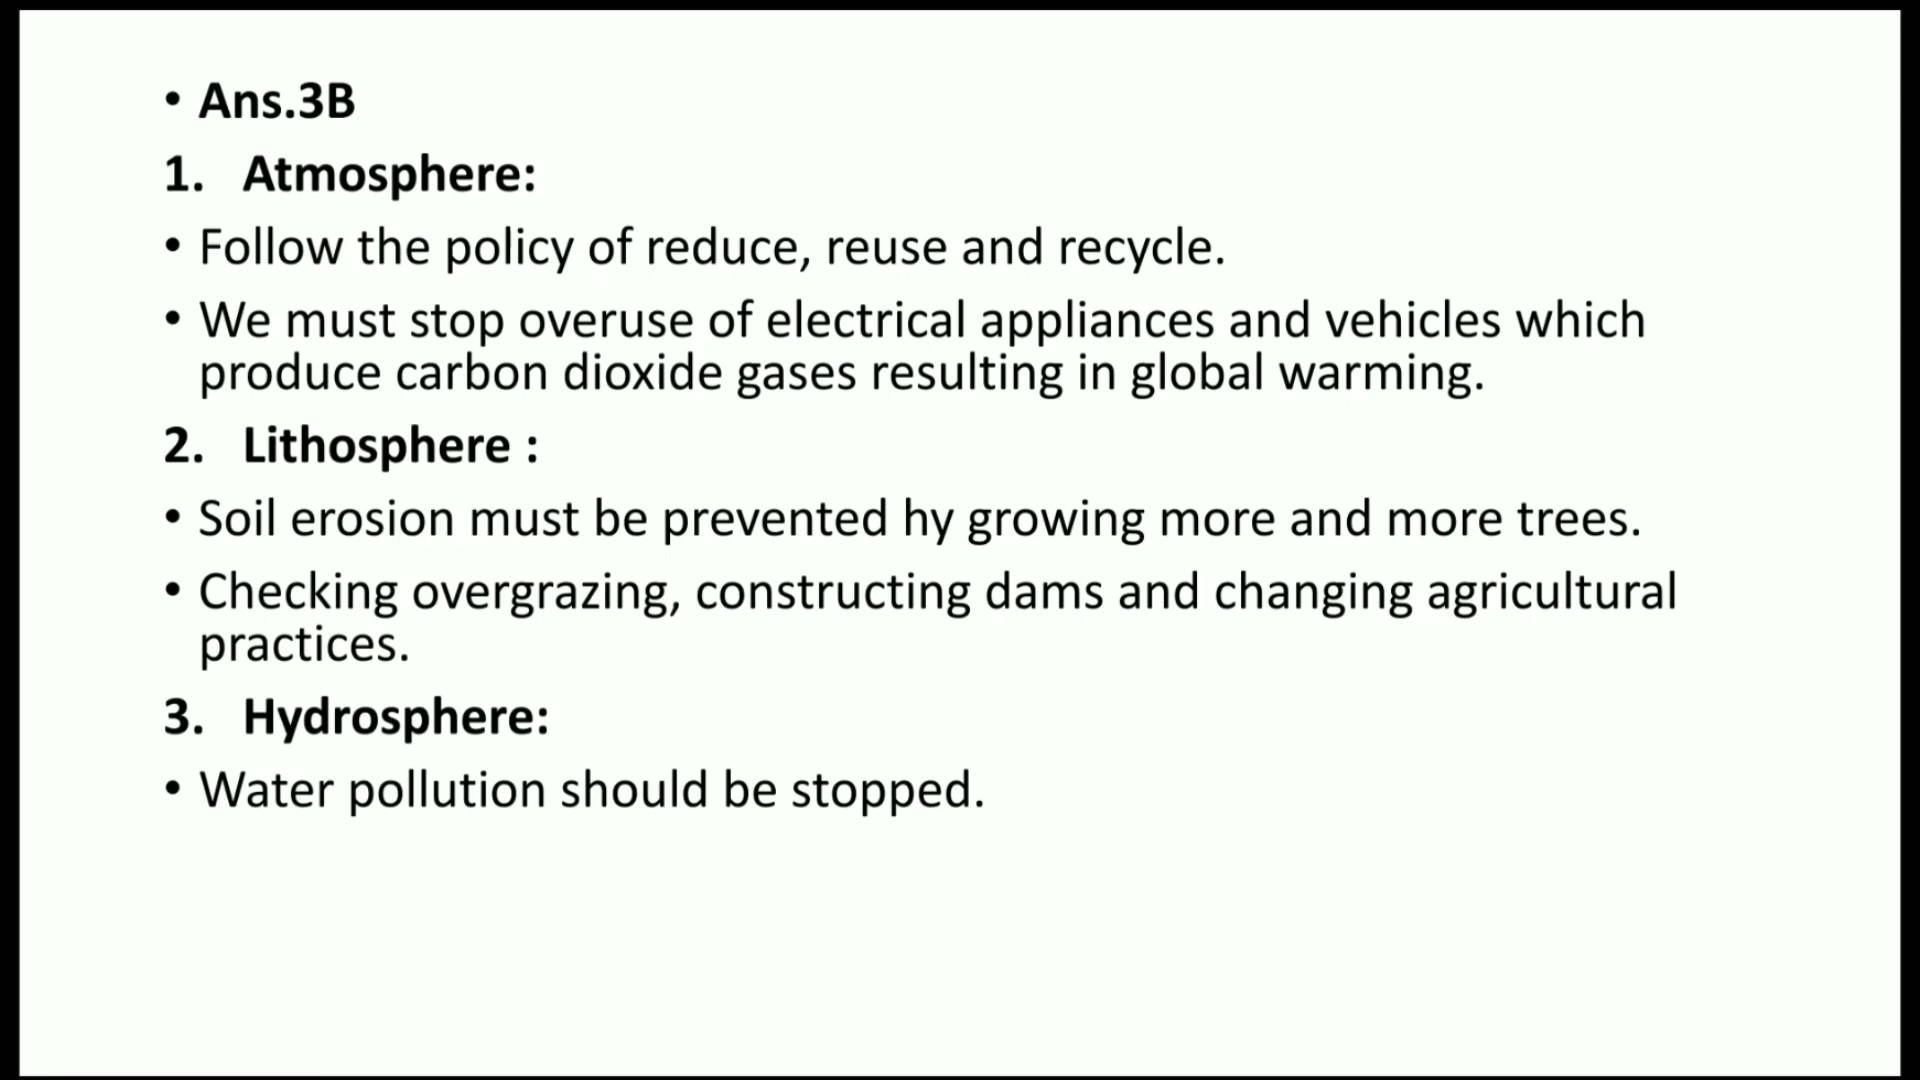 • Ans.3B
1. Atmosphere:
• Follow the policy of reduce, reuse and recycle.
• We must stop overuse of electrical appliances and vehicles which
produce carbon dioxide gases resulting in global warming.
2. Lithosphere :
• Soil erosion must be prevented hy growing more and more trees.
• Checking overgrazing, constructing dams and changing agricultural
practices.
3. Hydrosphere:
• Water pollution should be stopped.